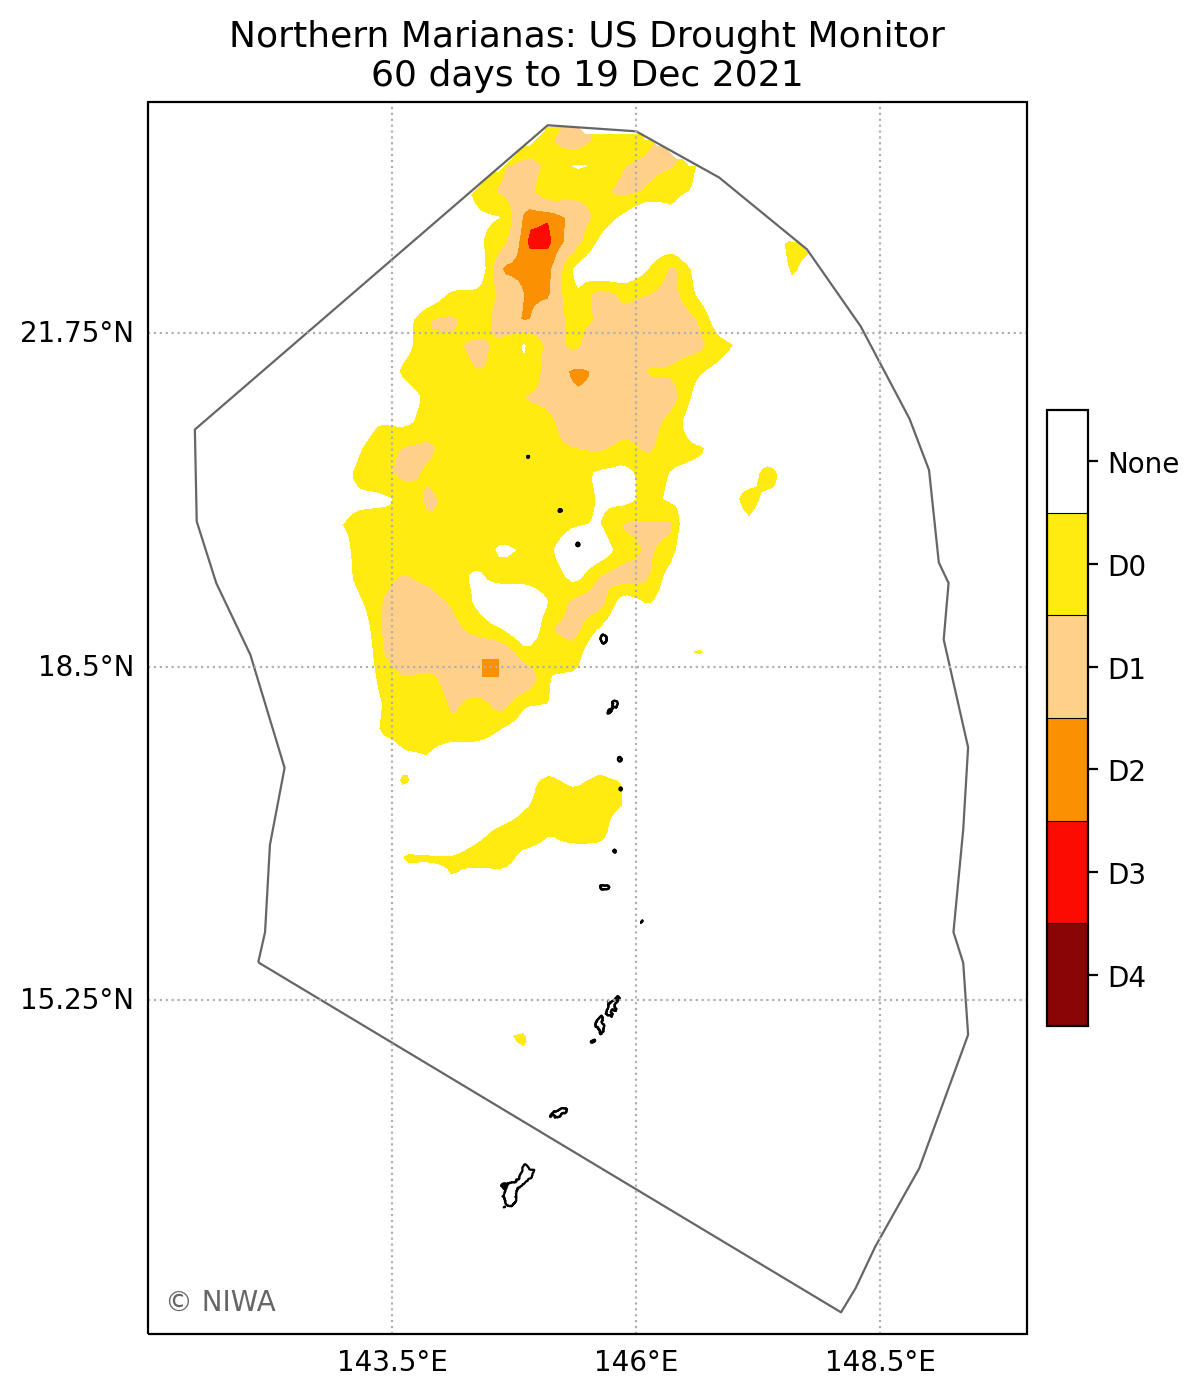 Northern Marianas: US Drought Monitor
60 days to 19 Dec 2021
21.75°N
18.5°N
15.25°N
143.5°E
146°E
148.5°E
None
D0
D1
D2
D3
D4
© NIWA